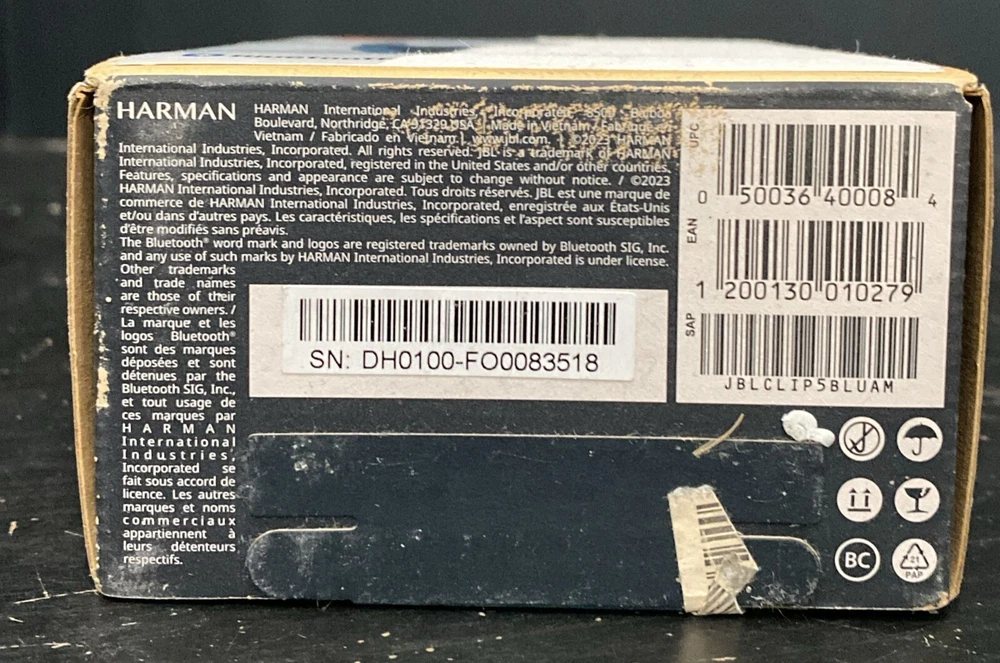 HARMAN
HARMAN International Industries, Incorporated 8500 Balboa
Boulevard, Northridge, CA 91329 USA | Made in Vietnam / Fabriqué en
Vietnam / Fabricado en Vietnam | www.jbl.com. | ©2023 HARMAN
International Industries, Incorporated. All rights reserved. JBL is a trademark of HARMAN
International Industries, Incorporated, registered in the United States and/or other countries.
Features, specifications and appearance are subject to change without notice. / ©2023
HARMAN International Industries, Incorporated. Tous droits réservés. JBL est une marque de
commerce de HARMAN International Industries, Incorporated, enregistrée aux États-Unis
et/ou dans d'autres pays. Les caractéristiques, les spécifications et l'aspect sont susceptibles
d'être modifiés sans préavis.
The Bluetooth® word mark and logos are registered trademarks owned by Bluetooth SIG, Inc.
and any use of such marks by HARMAN International Industries, Incorporated is under license.
Other trademarks
and trade names
are those of their
respective owners. /
La marque et les
logos Bluetooth®
sont des marques
déposées et sont
détenues par the
Bluetooth SIG, Inc.,
et tout usage de
ces marques par
HARMAN
International
Industries,
Incorporated se
fait sous accord de
licence. Les autres
marques et noms
commerciaux
appartiennent à
leurs détenteurs
respectifs.
SN: DH0100-FO0083518
UPC
0 50036 40008 4
EAN
1 200130 010279
SAP
JBLCLIP5BLUAM
BC
21
PAP